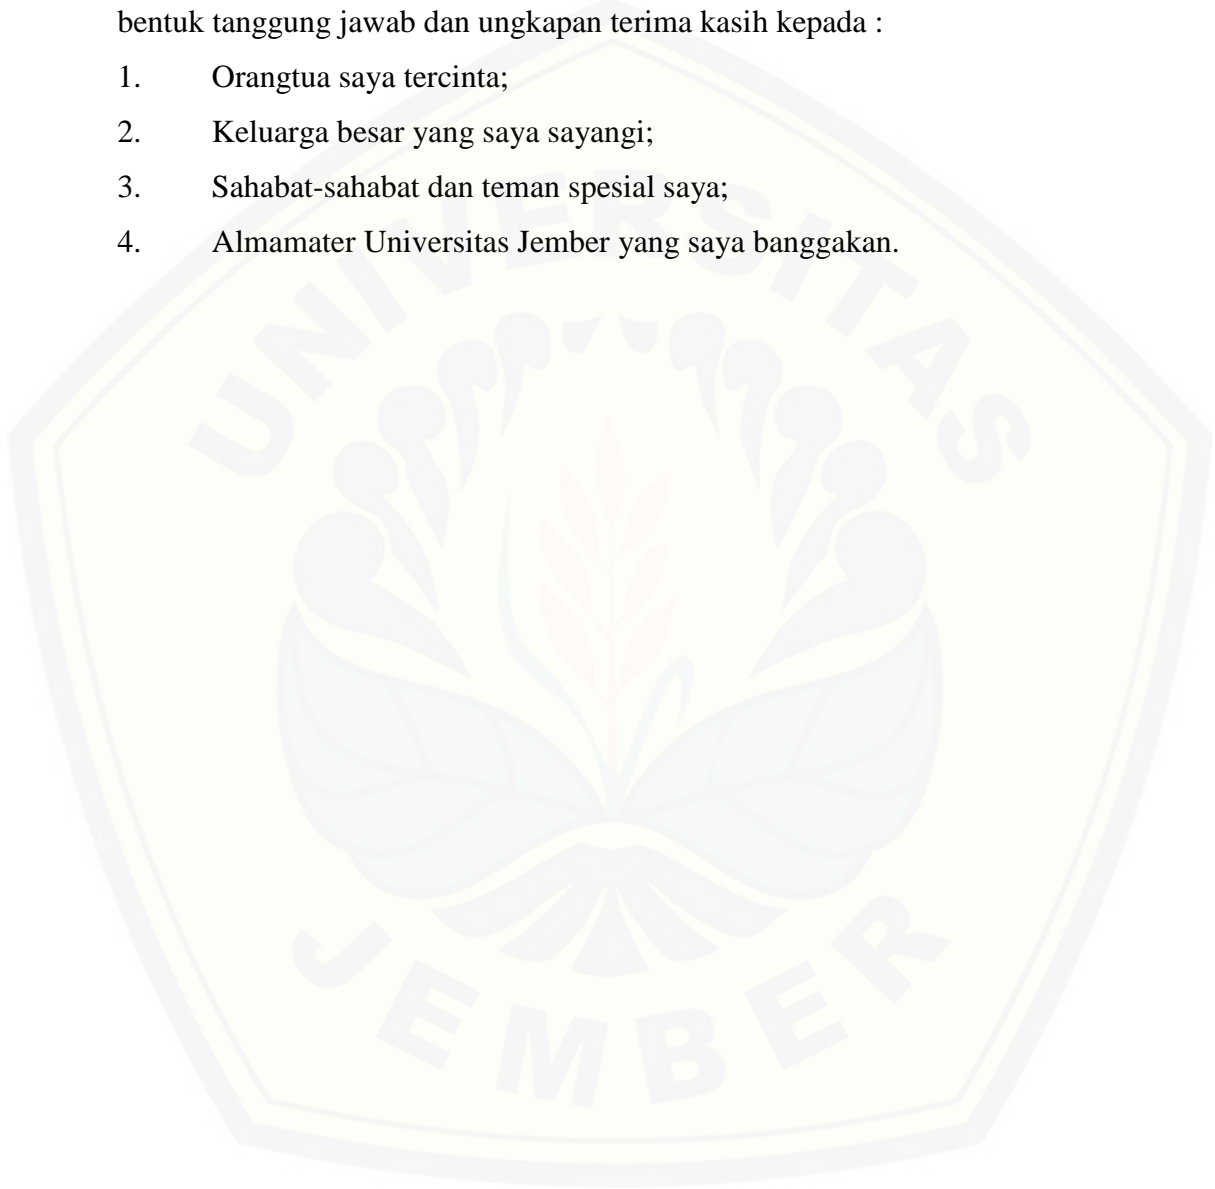 bentuk tanggung jawab dan ungkapan terima kasih kepada :
1. Orangtua saya tercinta;
2. Keluarga besar yang saya sayangi;
3. Sahabat-sahabat dan teman spesial saya;
4. Almamater Universitas Jember yang saya banggakan.
UNIVERSITAS
JEMBER